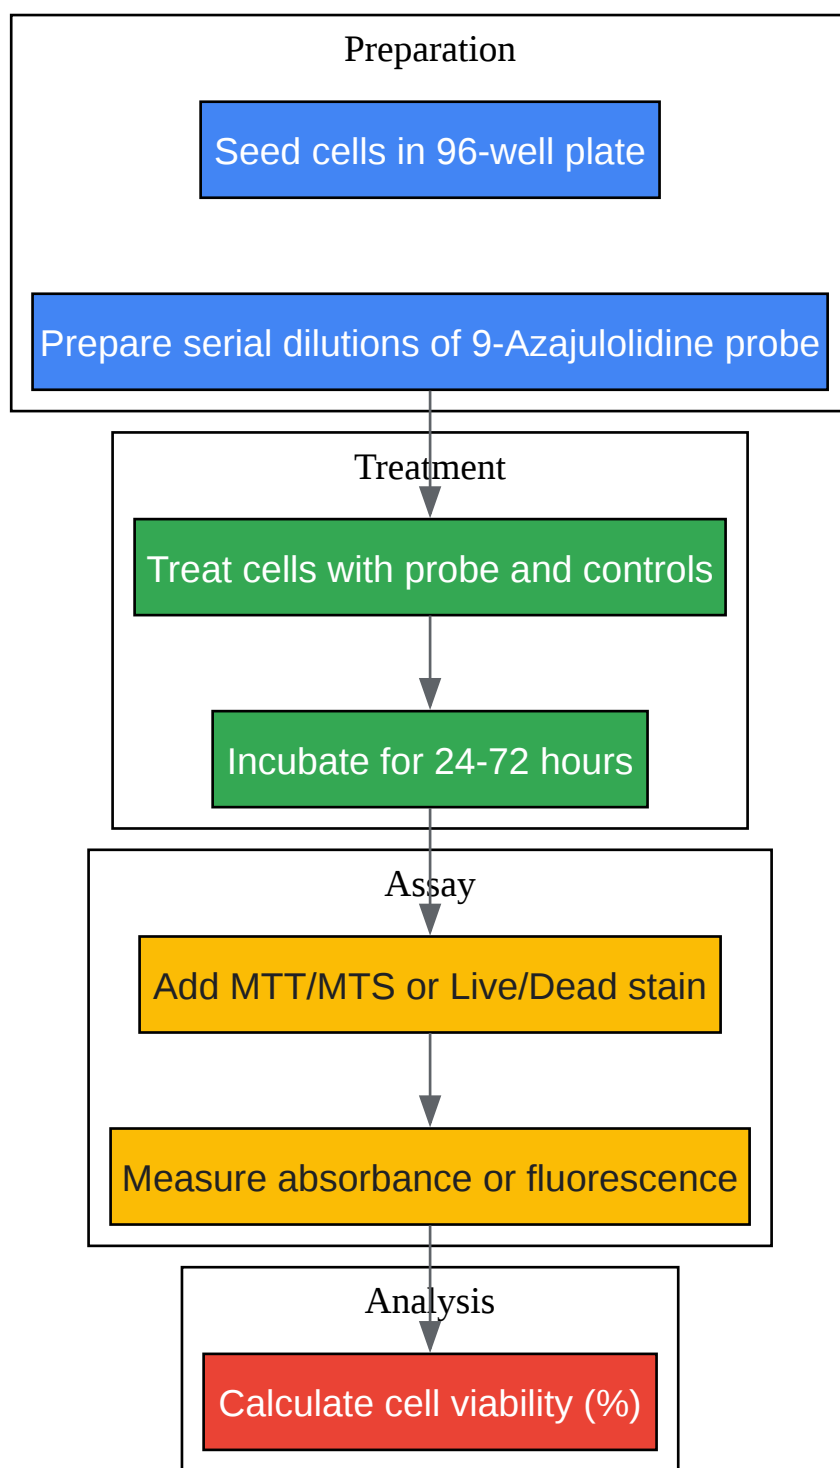 Preparation
Seed cells in 96-well plate
Prepare serial dilutions of 9-Azajulolidine probe
Treatment
Treat cells with probe and controls
Incubate for 24-72 hours
Assay
Add MTT/MTS or Live/Dead stain
Measure absorbance or fluorescence
Analysis
Calculate cell viability (%)